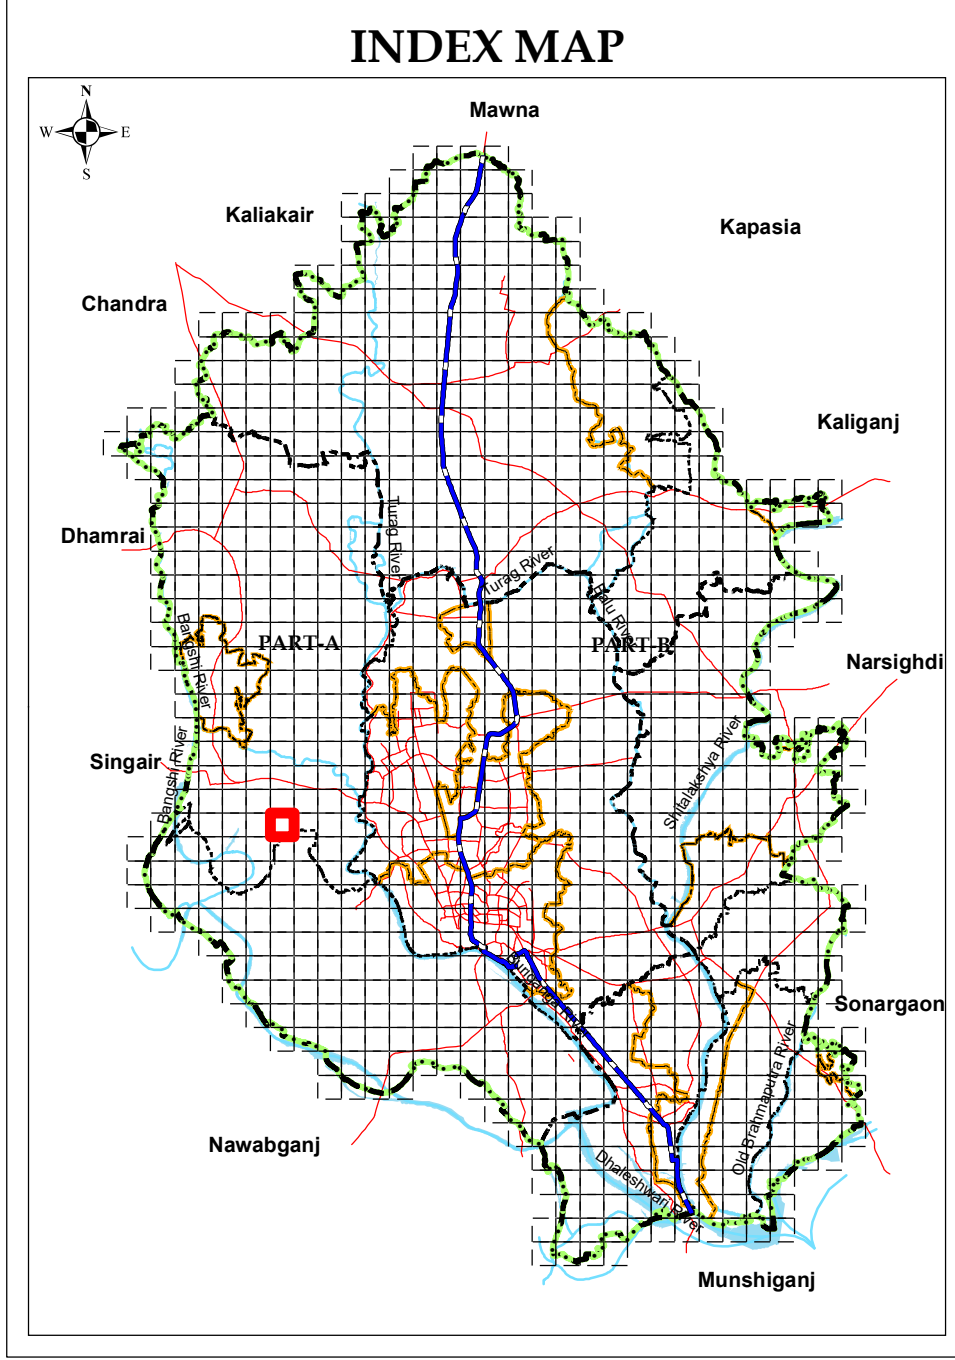 INDEX MAP
N
W
E
S
Mawna
Kaliakair
Kapasia
Chandra
Kaliganj
Dhamrai
Turag River
Turag River
Balu River
Bangshi River
PART-A
PART-B
Narsighdi
Shitalakshya River
Singair
Bangshi River
Buriganga River
Sonargaon
Old Brahmaputra River
Nawabganj
Dhaleshwari River
Munshiganj